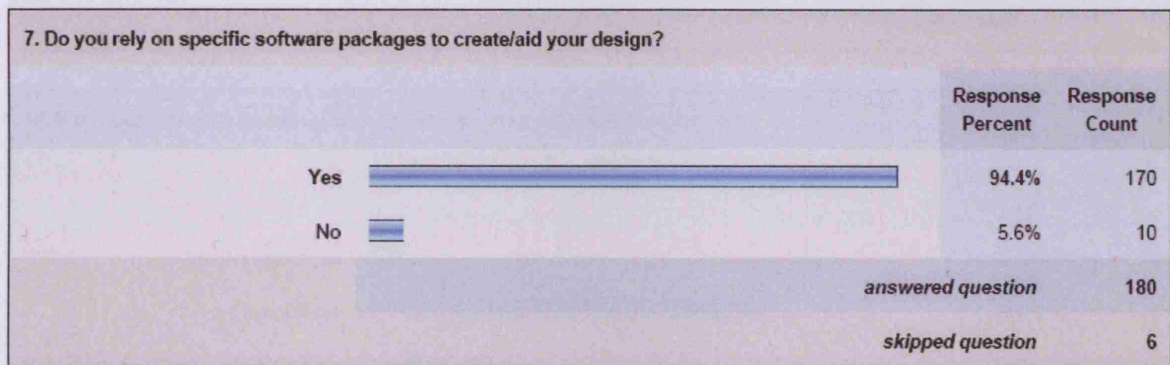 7. Do you rely on specific software packages to create/aid your design?
Response Response
Percent Count
Yes 94.4% 170
No 5.6% 10
answered question 180
skipped question 6